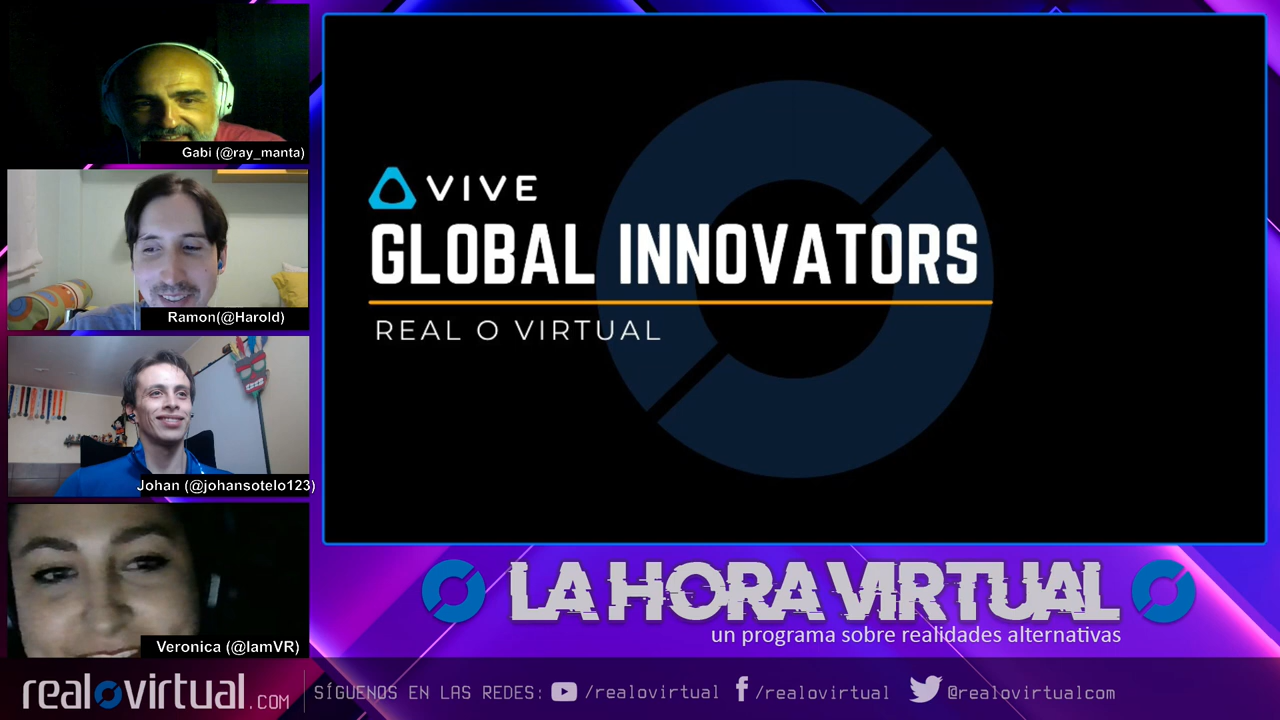 Gabi (@ray_manta)
Ramon(@Harold)
Johan (@johansotelo123)
Veronica (@IamVR)
VIVE
GLOBAL INNOVATORS
REAL O VIRTUAL
LA HORA VIRTUAL
un programa sobre realidades alternativas
realovirtual.COM
SÍGUENOS EN LAS REDES: /realovirtual /realovirtual @realovirtualcom